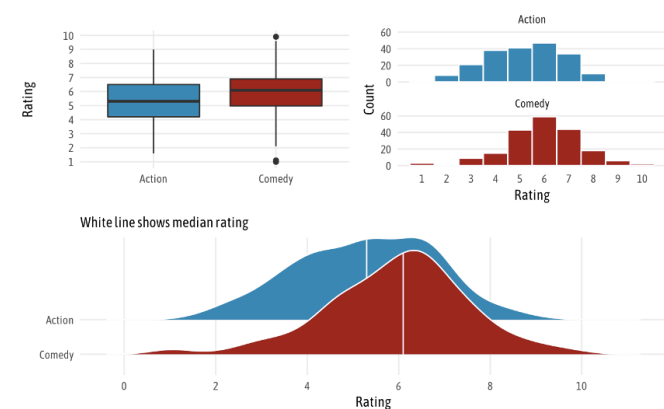 10
9
8
7
6
5
4
3
2
1
Rating
Action Comedy
Action
60
40
20
0
Comedy
60
40
20
0
Count
1 2 3 4 5 6 7 8 9 10
Rating
White line shows median rating
Action
Comedy
0 2 4 6 8 10
Rating